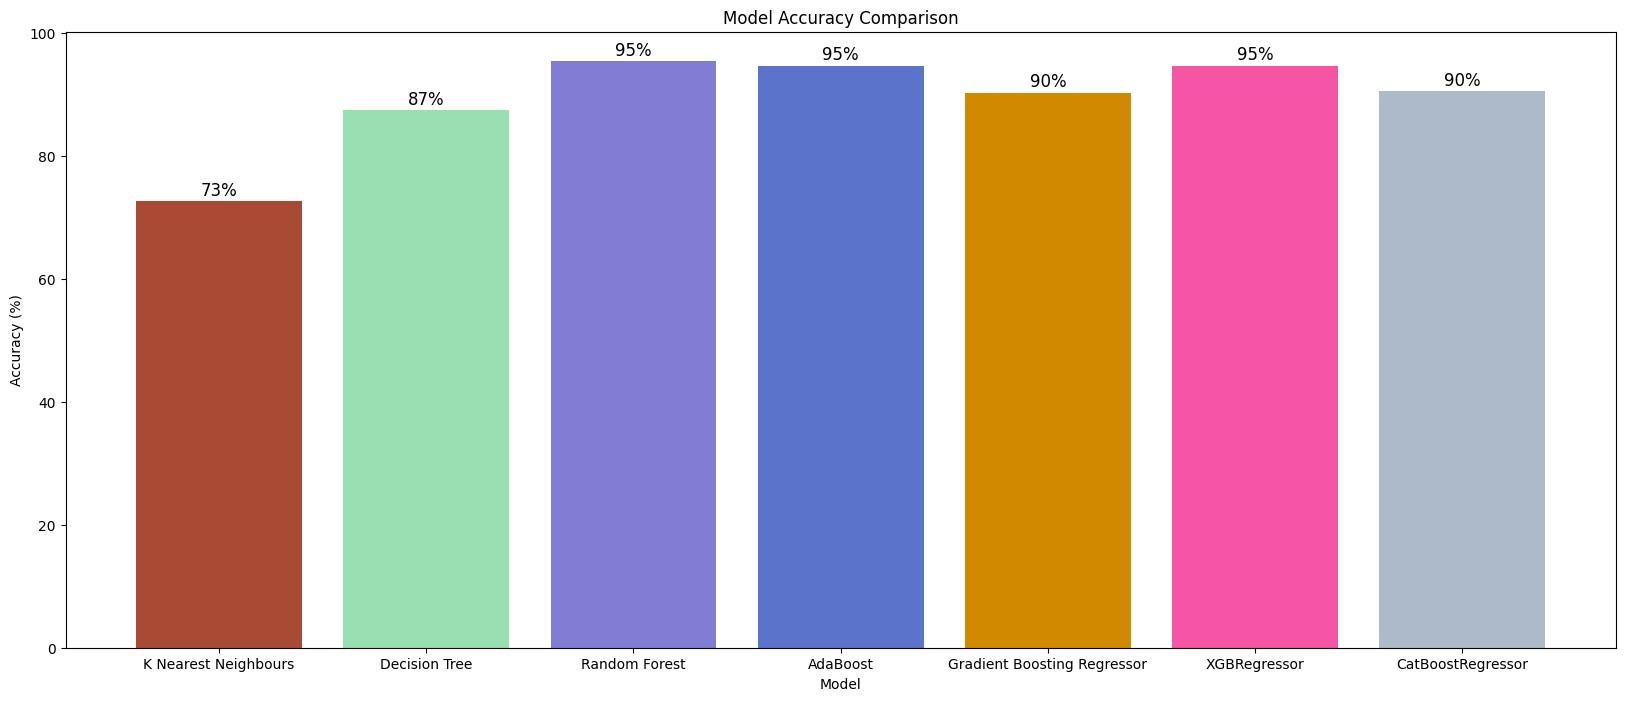 Model Accuracy Comparison
Accuracy (%)
100
80
60
40
20
0
73%
87%
95%
95%
90%
95%
90%
K Nearest Neighbours
Decision Tree
Random Forest
AdaBoost
Gradient Boosting Regressor
XGBRegressor
CatBoostRegressor
Model